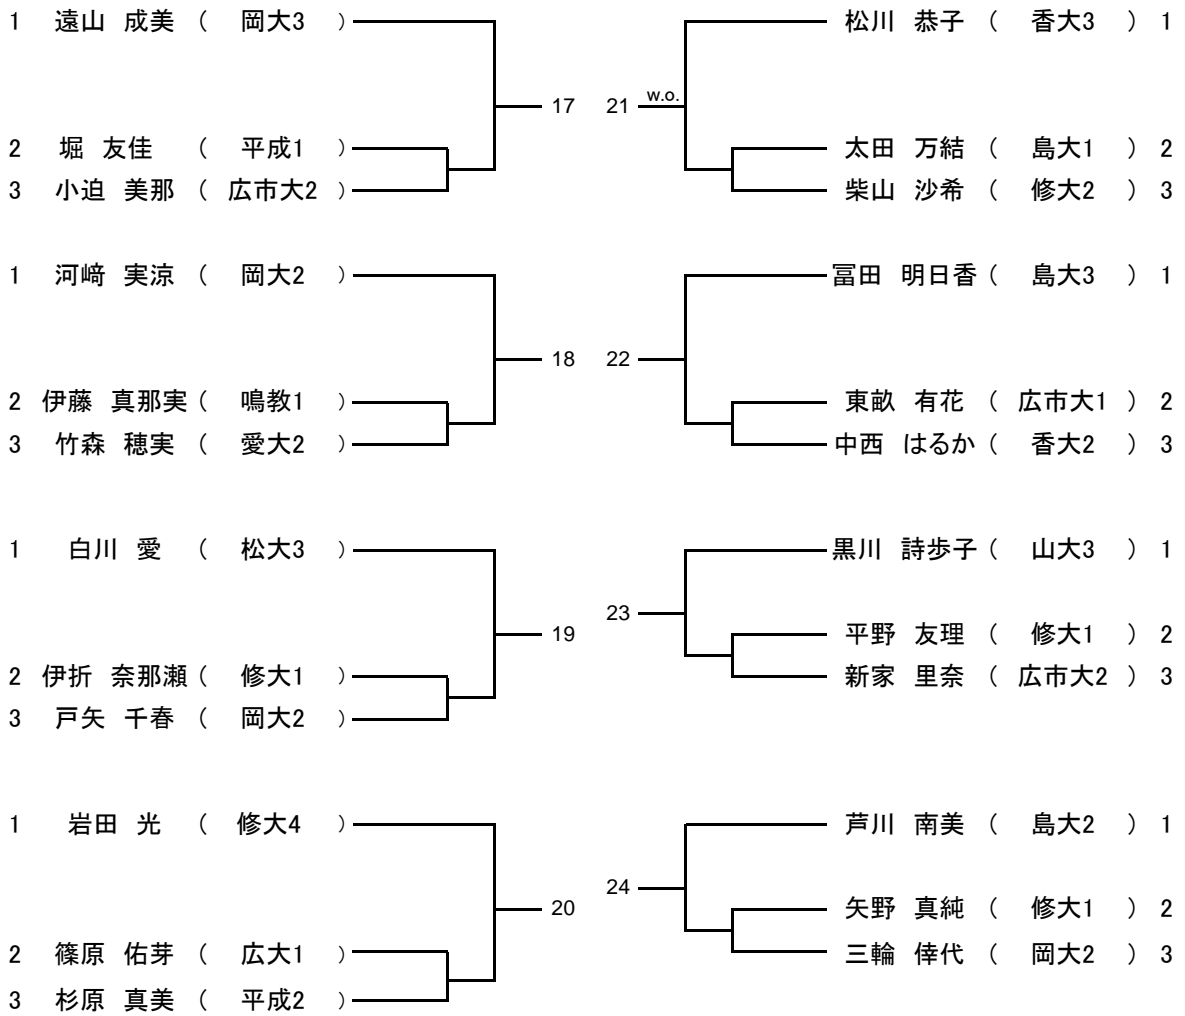 1 遠山 成美 ( 岡大3 )
17
2 堀 友佳 ( 平成1 )
3 小迫 美那 ( 広市大2 )
1 河﨑 実涼 ( 岡大2 )
18
2 伊藤 真那実 ( 鳴教1 )
3 竹森 穂実 ( 愛大2 )
1 白川 愛 ( 松大3 )
19
2 伊折 奈那瀬 ( 修大1 )
3 戸矢 千春 ( 岡大2 )
1 岩田 光 ( 修大4 )
20
2 篠原 佑芽 ( 広大1 )
3 杉原 真美 ( 平成2 )
松川 恭子 ( 香大3 ) 1
21 w.o.
太田 万結 ( 島大1 ) 2
柴山 沙希 ( 修大2 ) 3
冨田 明日香 ( 島大3 ) 1
22
東畝 有花 ( 広市大1 ) 2
中西 はるか ( 香大2 ) 3
黒川 詩歩子 ( 山大3 ) 1
23
平野 友理 ( 修大1 ) 2
新家 里奈 ( 広市大2 ) 3
芦川 南美 ( 島大2 ) 1
24
矢野 真純 ( 修大1 ) 2
三輪 倖代 ( 岡大2 ) 3